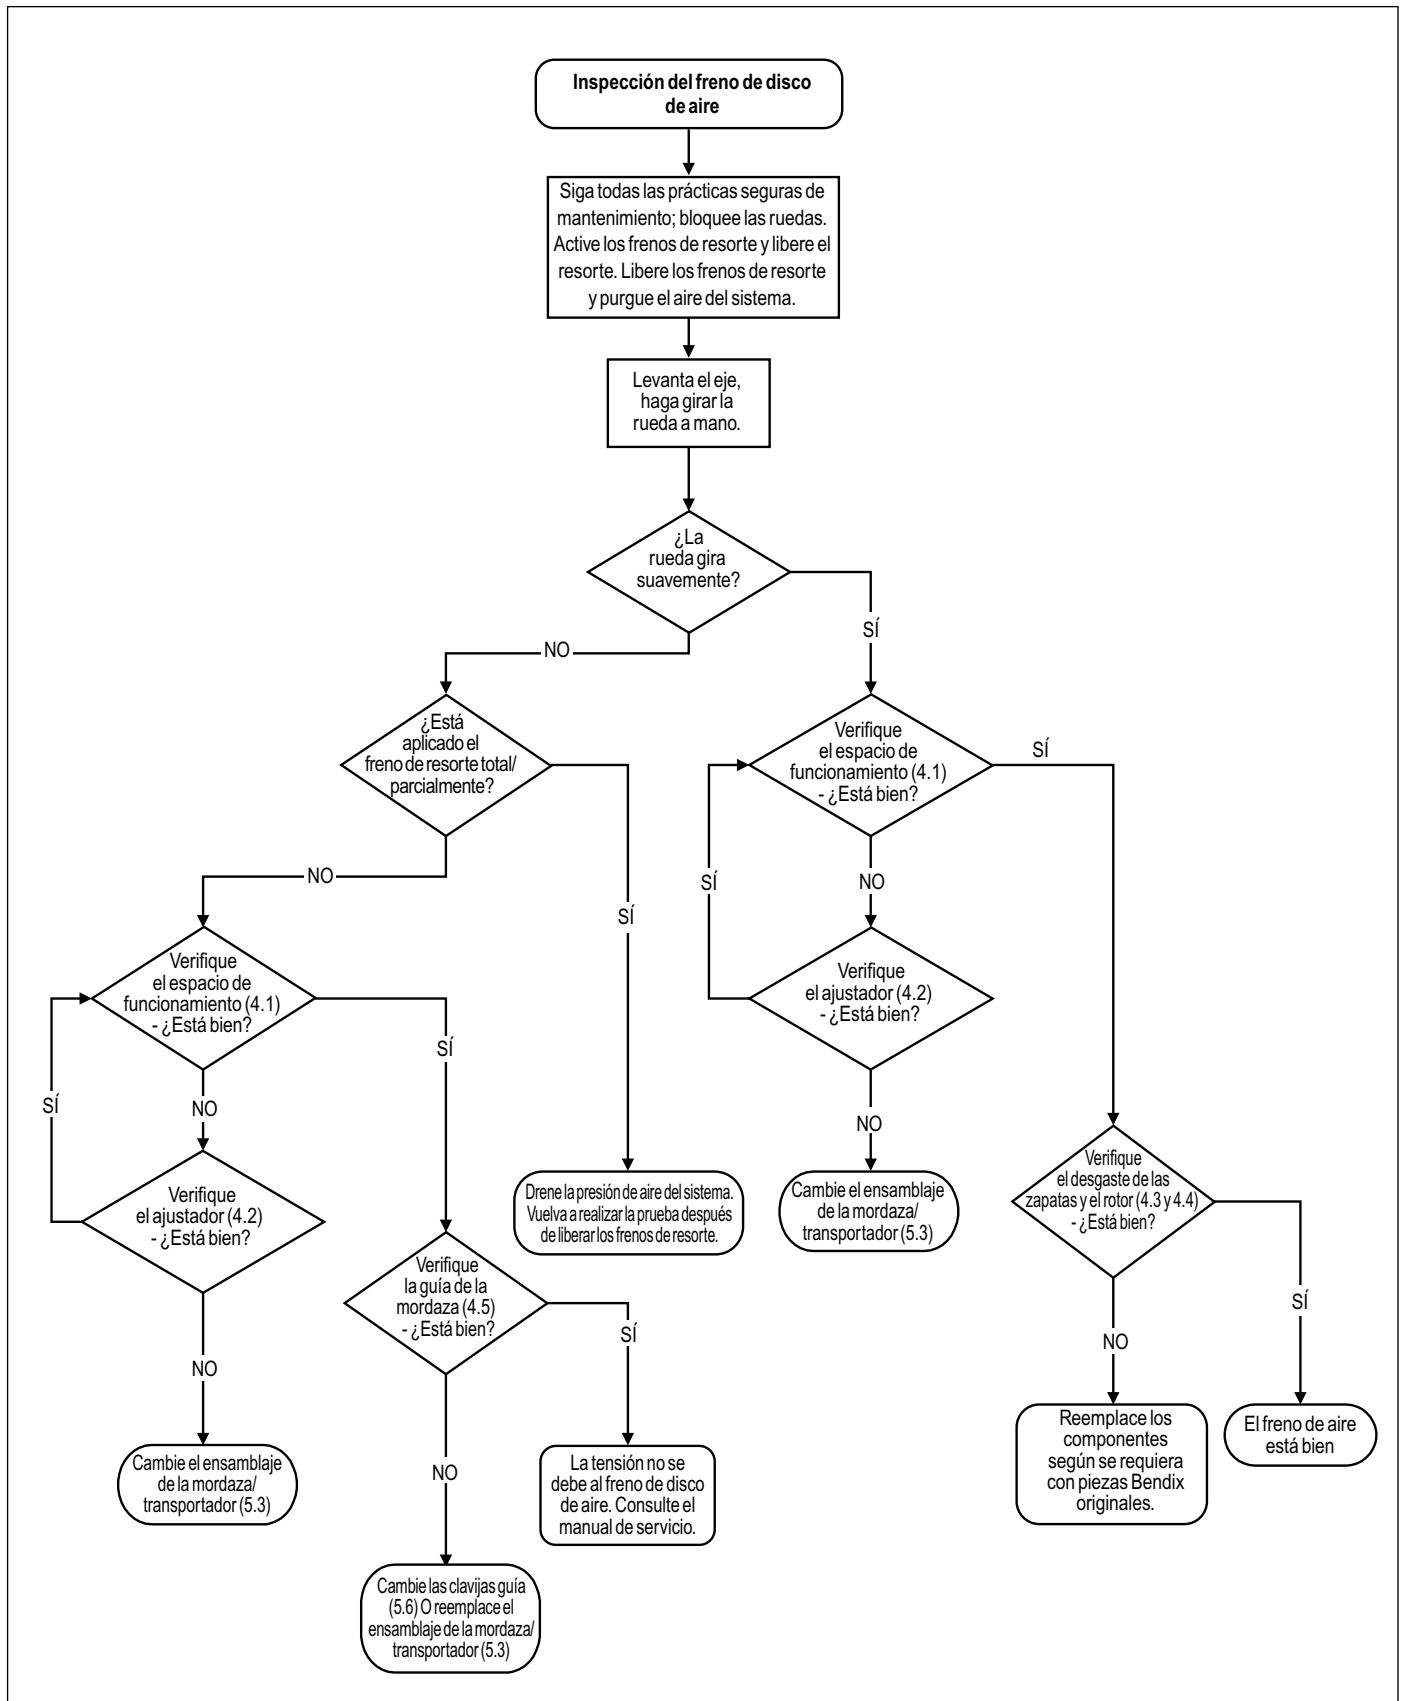 Inspección del freno de disco
de aire
Siga todas las prácticas seguras de
mantenimiento; bloquee las ruedas.
Active los frenos de resorte y libere el
resorte. Libere los frenos de resorte
y purgue el aire del sistema.
Levanta el eje,
haga girar la
rueda a mano.
¿La
rueda gira
suavemente?
NO
SÍ
¿Está
aplicado el
freno de resorte total/
parcialmente?
Verifique
el espacio de
funcionamiento (4.1)
- ¿Está bien?
SÍ
NO
SÍ
NO
SÍ
Verifique
el espacio de
funcionamiento (4.1)
- ¿Está bien?
Verifique
el ajustador (4.2)
- ¿Está bien?
SÍ
NO
SÍ
NO
Verifique
el ajustador (4.2)
- ¿Está bien?
Drene la presión de aire del sistema.
Vuelva a realizar la prueba después
de liberar los frenos de resorte.
Cambie el ensamblaje
de la mordaza/
transportador (5.3)
Verifique
el desgaste de las
zapatas y el rotor (4.3 y 4.4)
- ¿Está bien?
Verifique
la guía de la
mordaza (4.5)
- ¿Está bien?
SÍ
NO
SÍ
NO
NO
Cambie el ensamblaje
de la mordaza/
transportador (5.3)
La tensión no se
debe al freno de disco
de aire. Consulte el
manual de servicio.
Reemplace los
componentes
según se requiera
con piezas Bendix
originales.
El freno de aire
está bien
Cambie las clavijas guía
(5.6) O reemplace el
ensamblaje de la mordaza/
transportador (5.3)